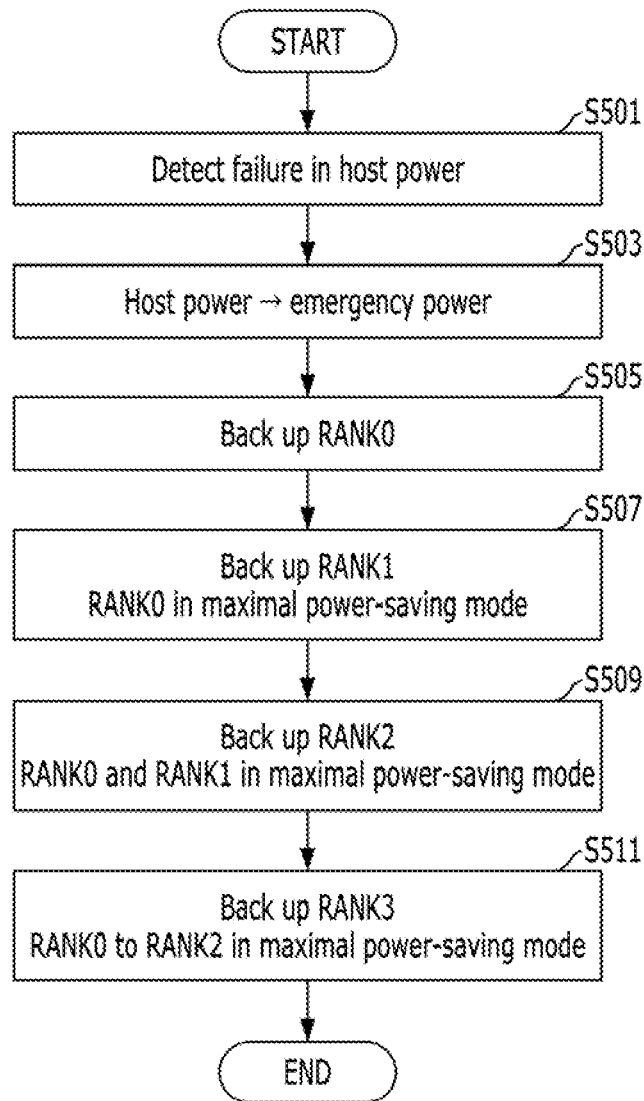 START
S501
Detect failure in host power
S503
Host power → emergency power
S505
Back up RANK0
S507
Back up RANK1
RANK0 in maximal power-saving mode
S509
Back up RANK2
RANK0 and RANK1 in maximal power-saving mode
S511
Back up RANK3
RANK0 to RANK2 in maximal power-saving mode
END